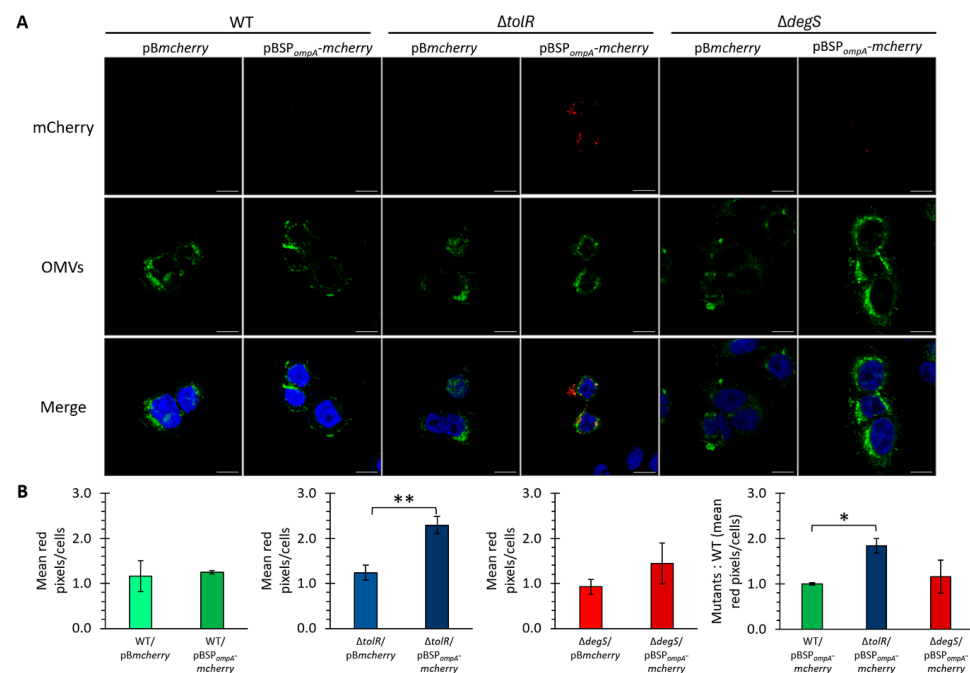 A
WT
ΔtolR
ΔdegS
pBmcherry
pBSPompA-mcherry
pBmcherry
pBSPompA-mcherry
pBmcherry
pBSPompA-mcherry
mCherry
OMVs
Merge
B
Mean red
pixels/cells
3.0
2.0
1.0
0.0
WT/
pBmcherry
WT/
pBSPompA-
mcherry
Mean red
pixels/cells
3.0
2.0
1.0
0.0
**
ΔtolR/
pBmcherry
ΔtolR/
pBSPompA-
mcherry
Mean red
pixels/cells
3.0
2.0
1.0
0.0
ΔdegS/
pBmcherry
ΔdegS/
pBSPompA-
mcherry
Mutants : WT (mean
red pixels/cells)
3.0
2.0
1.0
0.0
*
WT/
pBSPompA-
mcherry
ΔtolR/
pBSPompA-
mcherry
ΔdegS/
pBSPompA-
mcherry